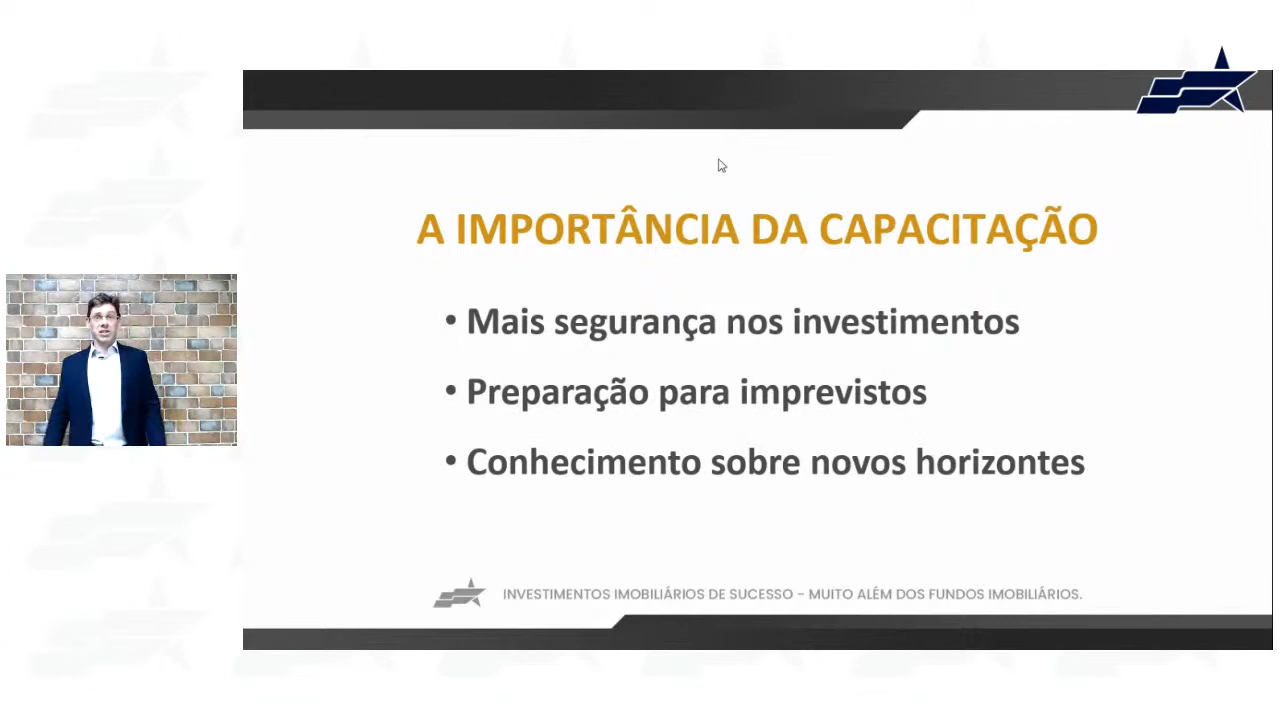 A IMPORTÂNCIA DA CAPACITAÇÃO
• Mais segurança nos investimentos
• Preparação para imprevistos
• Conhecimento sobre novos horizontes
INVESTIMENTOS IMOBILIÁRIOS DE SUCESSO – MUITO ALÉM DOS FUNDOS IMOBILIÁRIOS.